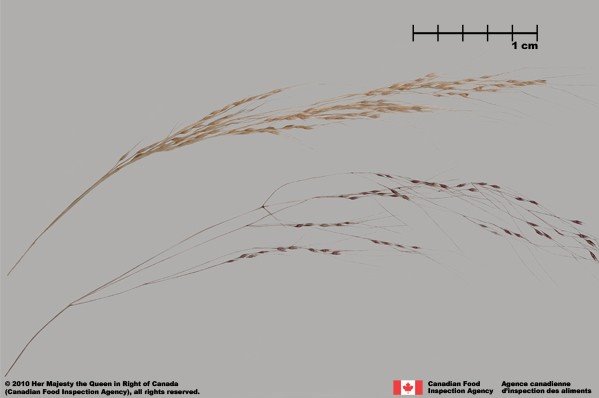 1 cm
© 2010 Her Majesty the Queen in Right of Canada
(Canadian Food Inspection Agency), all rights reserved.
Canadian Food
Inspection Agency
Agence canadienne
d'inspection des aliments